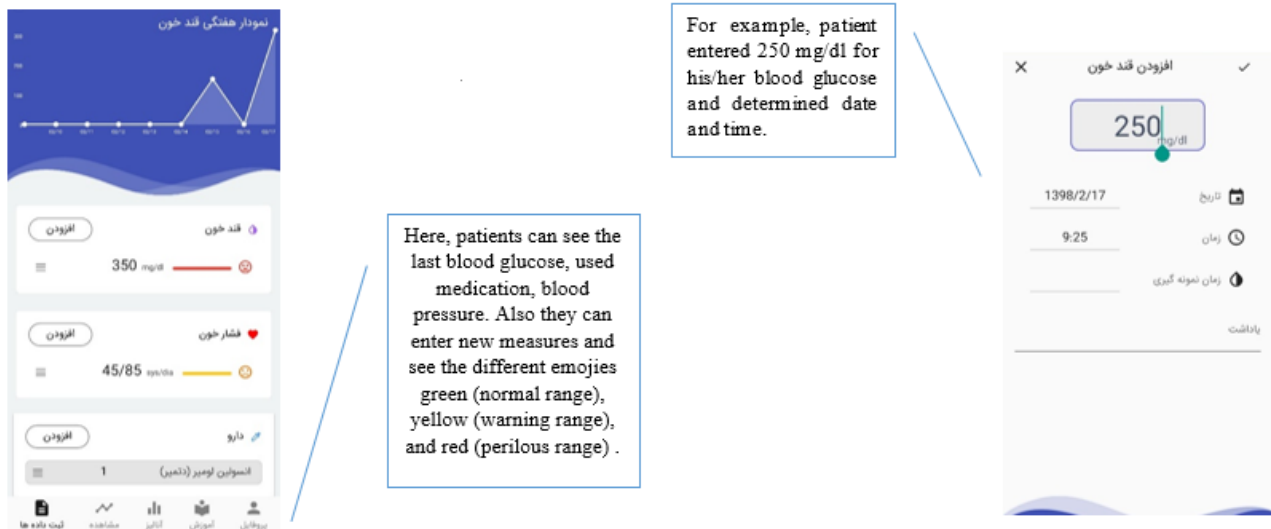 نمودار هفتگی قند خون
قند خون
افزودن
350 mg/dl
فشار خون
افزودن
45/85 sys/dia
دارو
افزودن
انسولین لومیر (دتمیر)
1
پروفایل
آموزش
آنالیز
مشاهده
ثبت داده ها
Here, patients can see the
last blood glucose, used
medication, blood
pressure. Also they can
enter new measures and
see the different emojies
green (normal range),
yellow (warning range),
and red (perilous range) .
For example, patient
entered 250 mg/dl for
his/her blood glucose
and determined date
and time.
افزودن قند خون
250
mg/dl
تاریخ
1398/2/17
زمان
9:25
زمان نمونه گیری
یاداشت